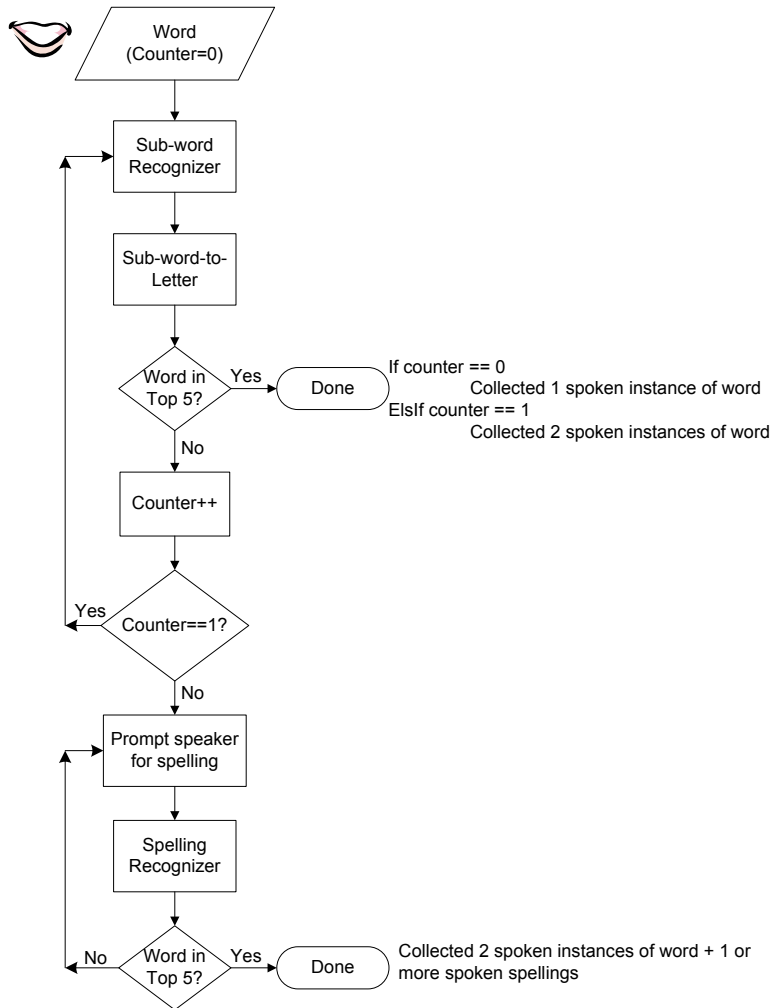 Word
(Counter=0)
Sub-word
Recognizer
Sub-word-to-
Letter
Word in
Top 5?
Yes
Done
If counter == 0
Collected 1 spoken instance of word
ElsIf counter == 1
Collected 2 spoken instances of word
No
Counter++
Yes
Counter==1?
No
Prompt speaker
for spelling
Spelling
Recognizer
No
Word in
Top 5?
Yes
Done
Collected 2 spoken instances of word + 1 or
more spoken spellings